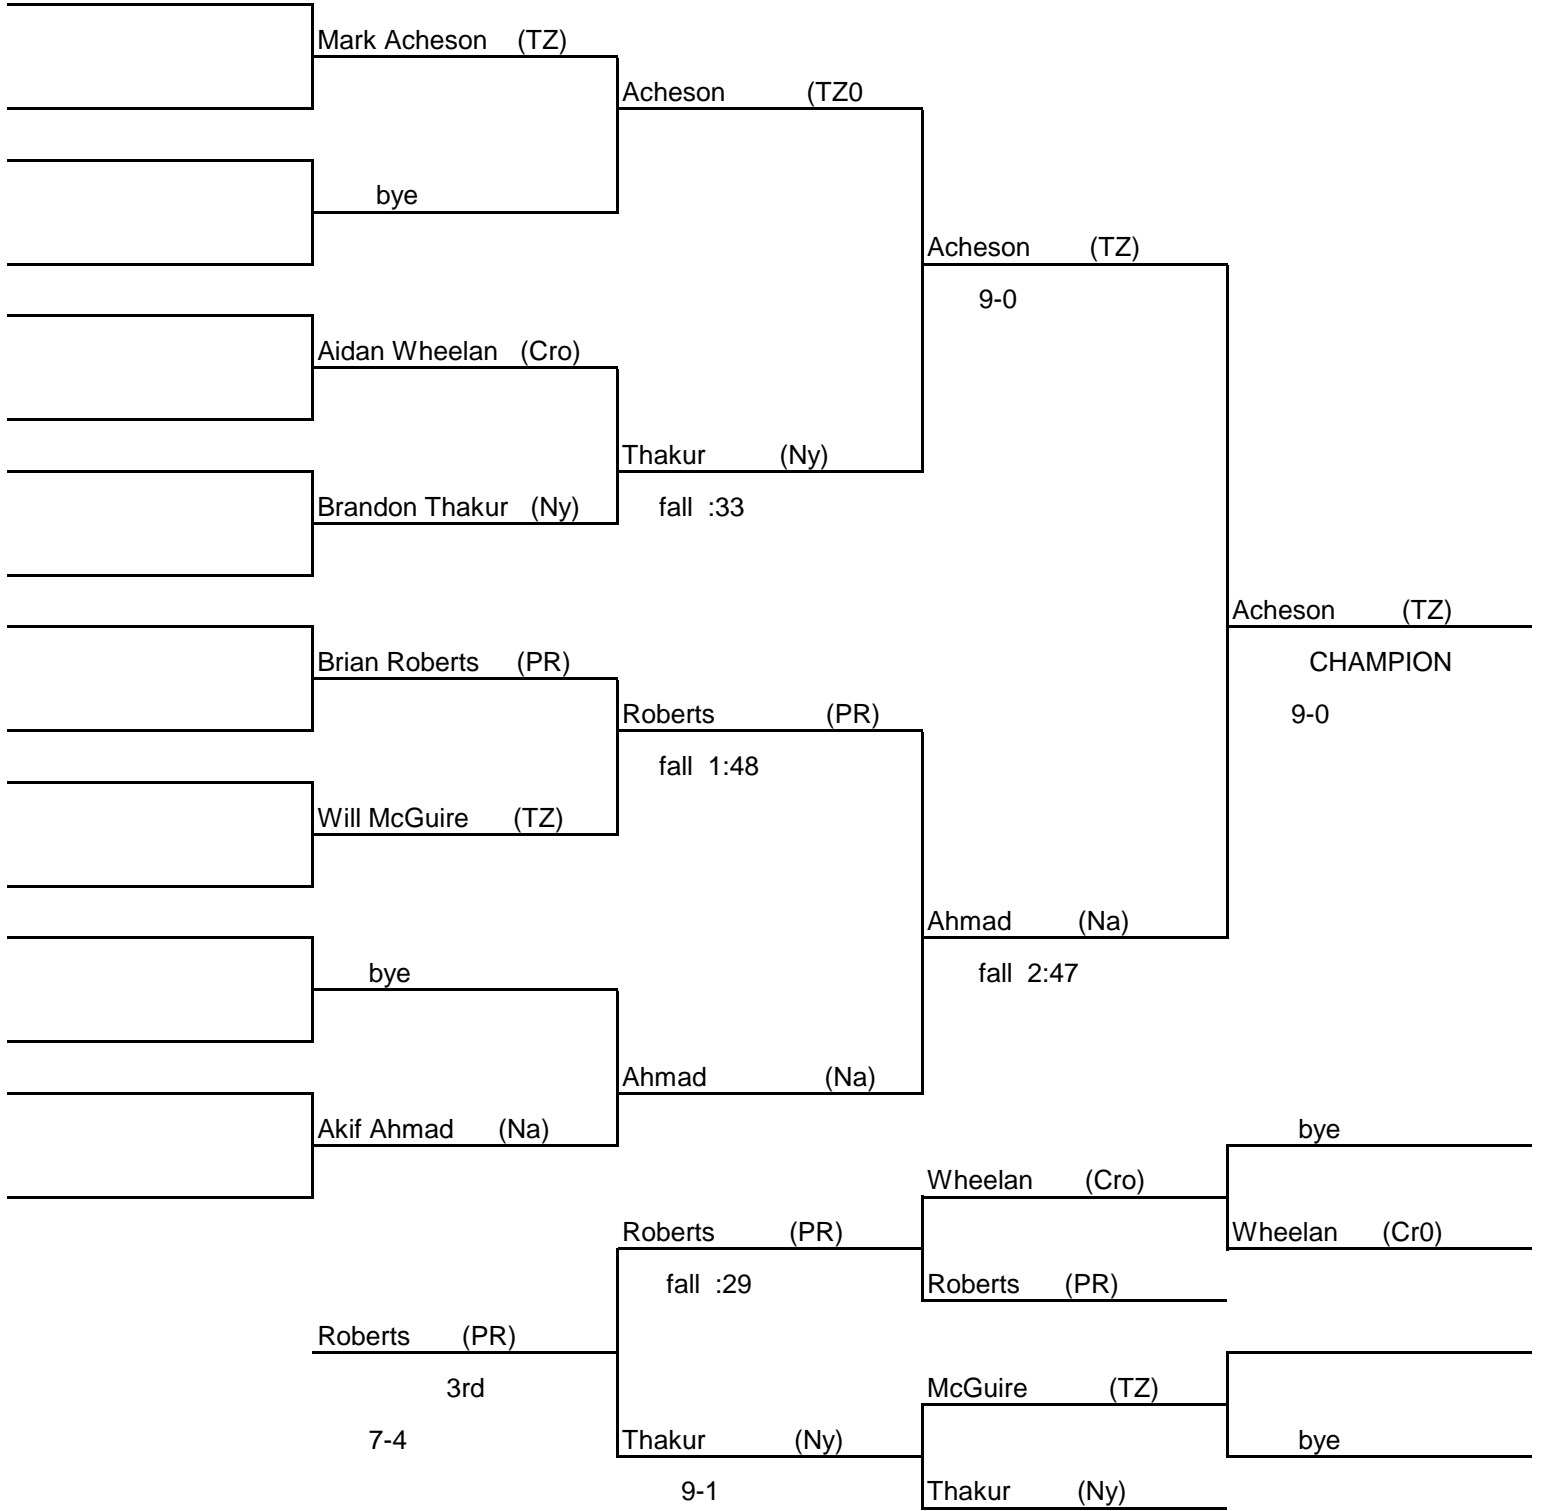 Mark Acheson (TZ)
Acheson (TZ0
bye
Acheson (TZ)
9-0
Aidan Wheelan (Cro)
Thakur (Ny)
Brandon Thakur (Ny) fall :33
Acheson (TZ)
Brian Roberts (PR) CHAMPION
Roberts (PR) 9-0
fall 1:48
Will McGuire (TZ)
Ahmad (Na)
bye fall 2:47
Ahmad (Na)
Akif Ahmad (Na) bye
Wheelan (Cro)
Roberts (PR) Wheelan (Cr0)
fall :29 Roberts (PR)
Roberts (PR)
3rd McGuire (TZ)
7-4 Thakur (Ny) bye
9-1 Thakur (Ny)